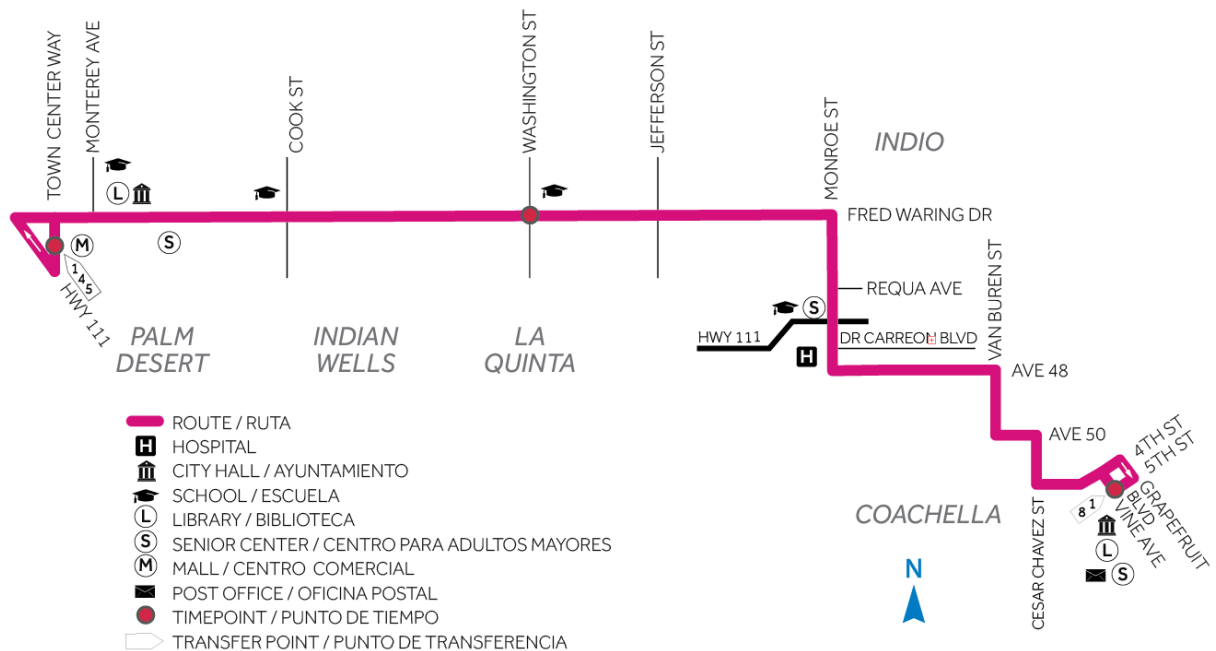 TOWN CENTER WAY
MONTEREY AVE
COOK ST
WASHINGTON ST
JEFFERSON ST
MONROE ST
INDIO
L
FRED WARING DR
M
S
1
4
5
HWY 111
VAN BUREN ST
REQUA AVE
S
PALM
DESERT
INDIAN
WELLS
LA
QUINTA
HWY 111
DR CARREON BLVD
H
AVE 48
ROUTE / RUTA
H HOSPITAL
CITY HALL / AYUNTAMIENTO
SCHOOL / ESCUELA
L LIBRARY / BIBLIOTECA
S SENIOR CENTER / CENTRO PARA ADULTOS MAYORES
M MALL / CENTRO COMERCIAL
POST OFFICE / OFICINA POSTAL
TIMEPOINT / PUNTO DE TIEMPO
TRANSFER POINT / PUNTO DE TRANSFERENCIA
AVE 50
4TH ST
5TH ST
GRAPEFRUIT
BLVD
VINE AVE
8 1
COACHELLA
CESAR CHAVEZ ST
L
S
N